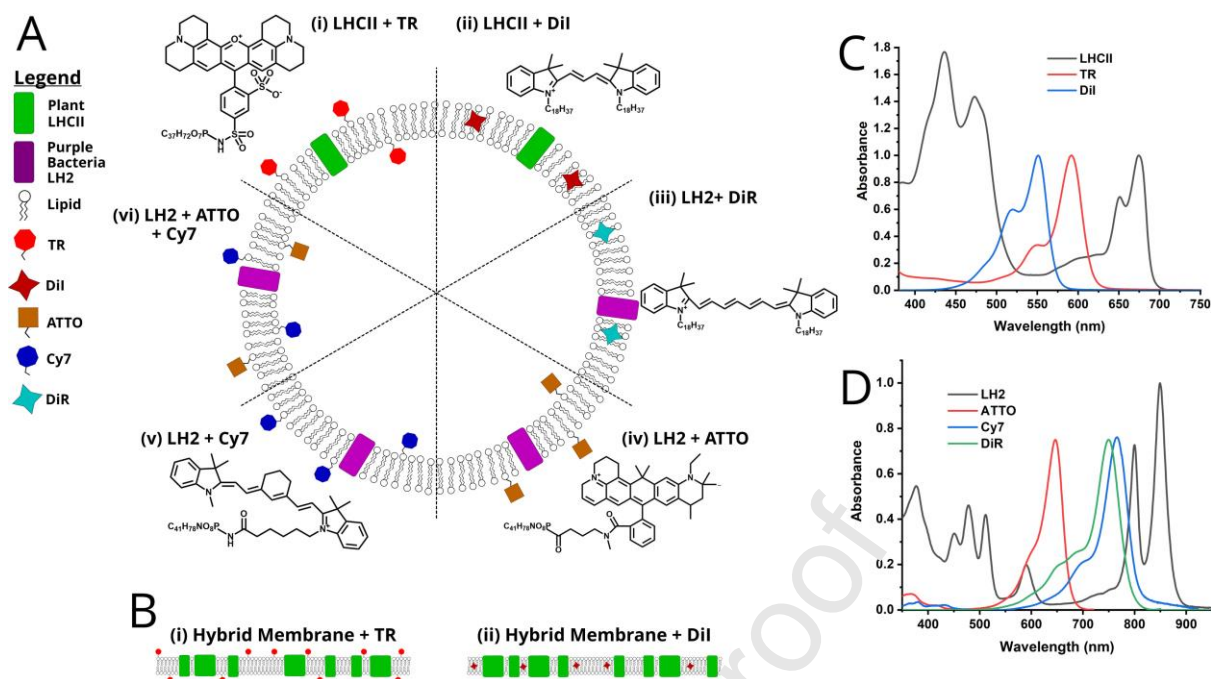 A
Legend
Plant
LHCII
Purple
Bacteria
LH2
Lipid
TR
DiI
ATTO
Cy7
DiR
(i) LHCII + TR
N
O+
N
O
S
O-
O
C37H72O7P
N
H
S
O
O
(ii) LHCII + DiI
N+
C18H37
N
C18H37
(iii) LH2+ DiR
N+
C18H37
N
C18H37
(iv) LH2 + ATTO
N
N
O
N
C41H78NO8P
O
(v) LH2 + Cy7
N
C41H78NO8P
N
H
O
N+
(vi) LH2 + ATTO
+ Cy7
B
(i) Hybrid Membrane + TR
(ii) Hybrid Membrane + DiI
C
LHCII
TR
DiI
1.8
1.6
1.4
1.2
1.0
0.8
0.6
0.4
0.2
0.0
Absorbance
400 450 500 550 600 650 700 750
Wavelength (nm)
D
LH2
ATTO
Cy7
DiR
1.0
0.8
0.6
0.4
0.2
0.0
Absorbance
400 500 600 700 800 900
Wavelength (nm)
roof